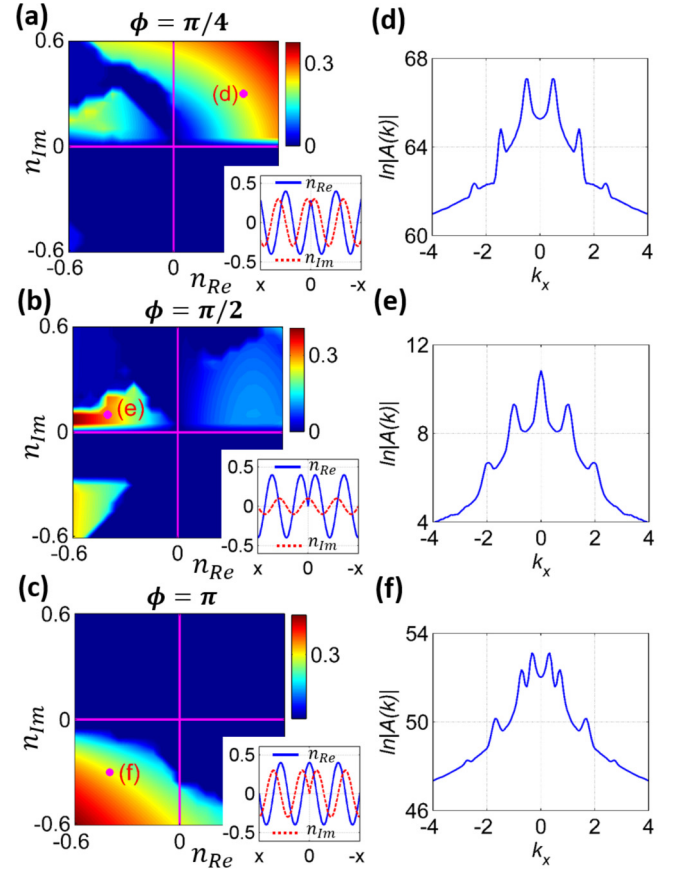 (a)
ϕ = π/4
0.6
0
-0.6
n_Im
-0.6
0
n_Re
0.3
0
(d)
0.5
0
-0.5
n_Re
n_Im
x
0
-x
(d)
68
64
60
ln|A(k)|
-4
-2
0
2
4
k_x
(b)
ϕ = π/2
0.6
0
-0.6
n_Im
-0.6
0
n_Re
0.3
0
(e)
0.5
0
-0.5
n_Re
n_Im
x
0
-x
(e)
12
8
4
ln|A(k)|
-4
-2
0
2
4
k_x
(c)
ϕ = π
0.6
0
-0.6
n_Im
-0.6
0
n_Re
0.3
(f)
0.5
0
-0.5
n_Re
n_Im
x
0
-x
(f)
54
50
46
ln|A(k)|
-4
-2
0
2
4
k_x